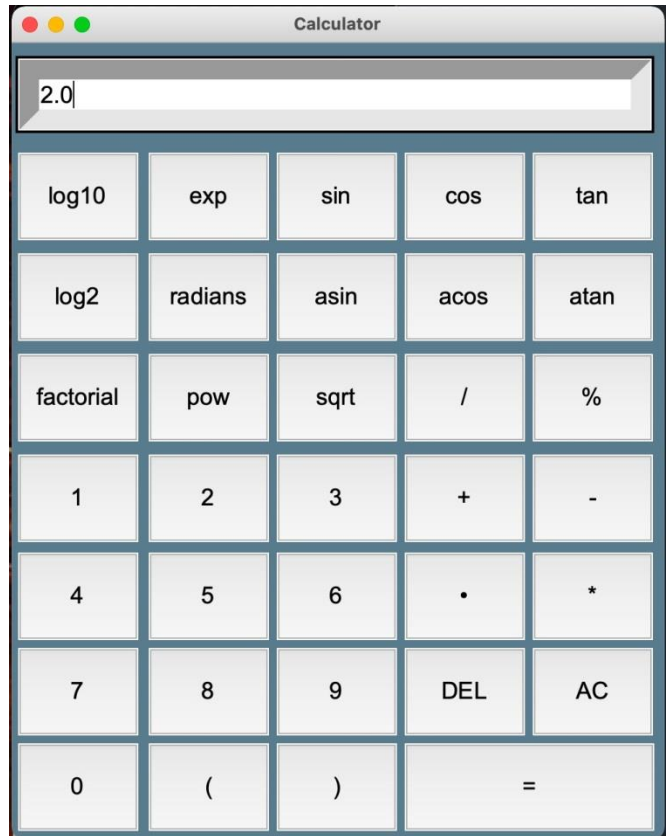 Calculator
2.0
log10 exp sin cos tan
log2 radians asin acos atan
factorial pow sqrt / %
1 2 3 + -
4 5 6 • *
7 8 9 DEL AC
0 ( ) =